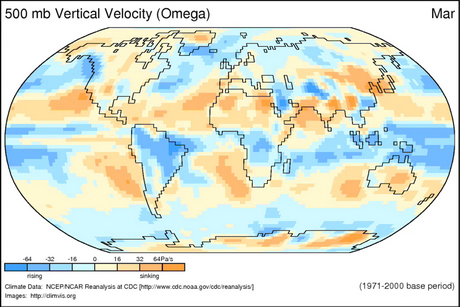 500 mb Vertical Velocity (Omega) Mar
-64 -32 -16 0 16 32 64Pa/s
rising sinking
Climate Data: NCEP/NCAR Reanalysis at CDC [http://www.cdc.noaa.gov/cdc/reanalysis/] (1971-2000 base period)
Images: http://climvis.org